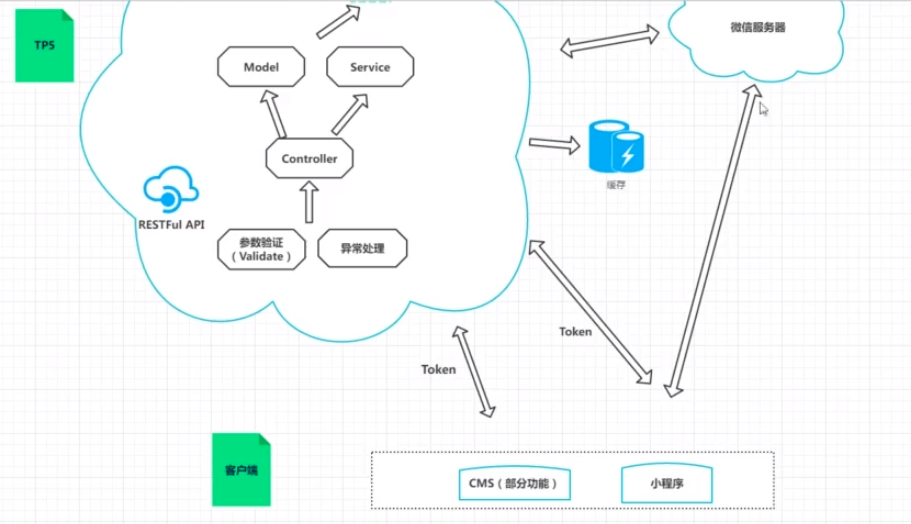 TP5
微信服务器
Model
Service
Controller
缓存
RESTFul API
参数验证
（Validate）
异常处理
Token
Token
客户端
CMS（部分功能）
小程序